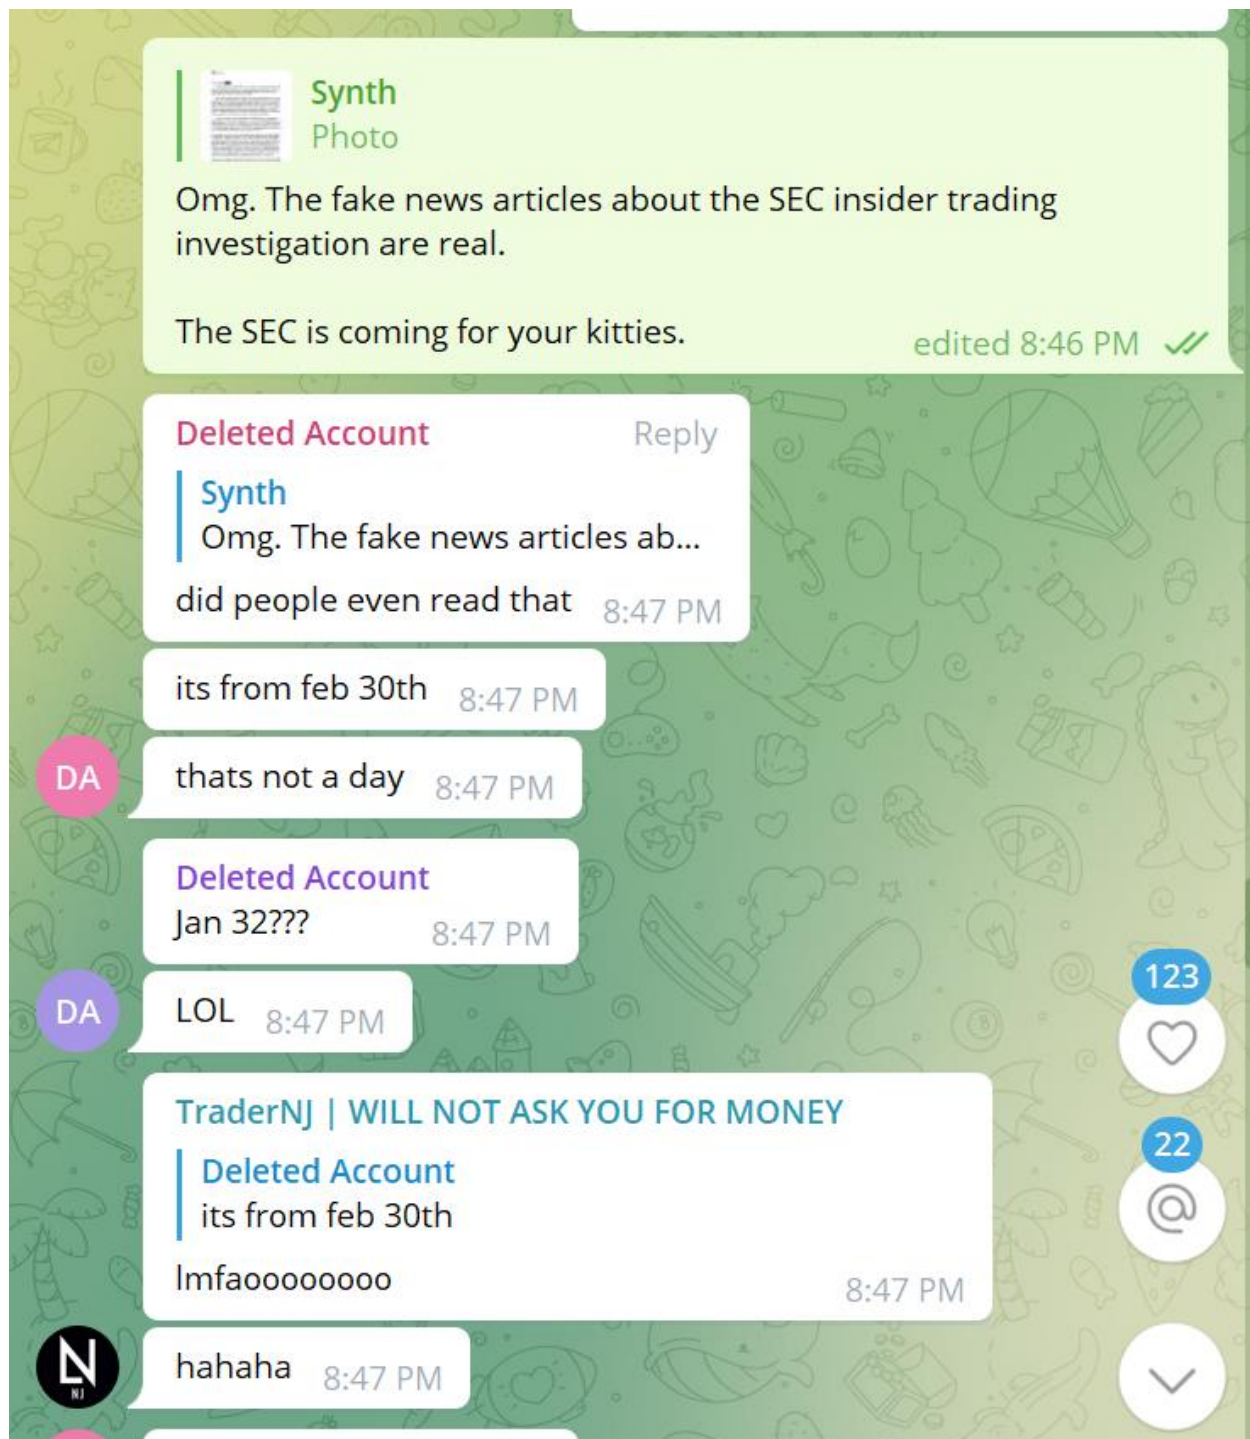 Synth
Photo
Omg. The fake news articles about the SEC insider trading
investigation are real.
The SEC is coming for your kitties.
edited 8:46 PM
Deleted Account
Reply
Synth
Omg. The fake news articles ab...
did people even read that 8:47 PM
its from feb 30th 8:47 PM
DA
thats not a day 8:47 PM
Deleted Account
Jan 32??? 8:47 PM
DA
LOL 8:47 PM
TraderNJ | WILL NOT ASK YOU FOR MONEY
Deleted Account
its from feb 30th
lmfaoooooooo
8:47 PM
N
NJ
hahaha 8:47 PM
123
22
@